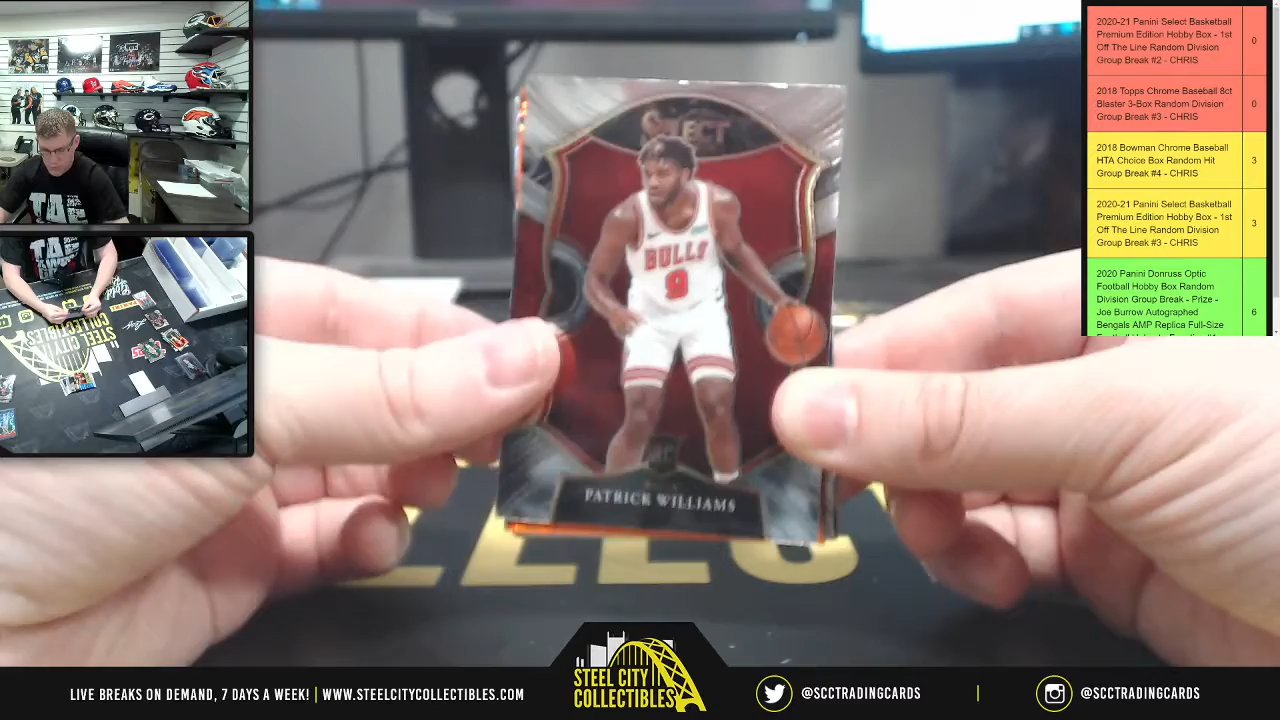 2020-21 Panini Select Basketball
Premium Edition Hobby Box - 1st
Off The Line Random Division
Group Break #2 - CHRIS
0
2018 Topps Chrome Baseball 8ct
Blaster 3-Box Random Division
Group Break #3 - CHRIS
0
2018 Bowman Chrome Baseball
HTA Choice Box Random Hit
Group Break #4 - CHRIS
3
2020-21 Panini Select Basketball
Premium Edition Hobby Box - 1st
Off The Line Random Division
Group Break #3 - CHRIS
3
2020 Panini Donruss Optic
Football Hobby Box Random
Division Group Break - Prize -
Joe Burrow Autographed
Bengals AMP Replica Full-Size
6
SELECT
BULLS
9
RC
PATRICK WILLIAMS
STEEL CITY
COLLECTIBLES
LIVE BREAKS ON DEMAND, 7 DAYS A WEEK! | WWW.STEELCITYCOLLECTIBLES.COM
STEEL CITY
COLLECTIBLES
@SCCTRADINGCARDS
|
@SCCTRADINGCARDS